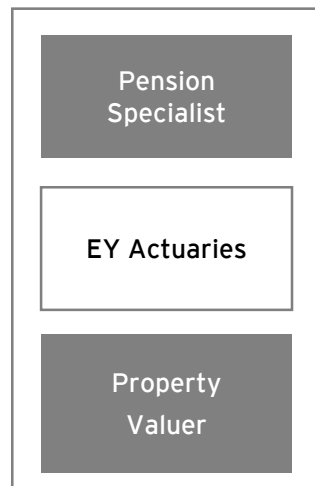 Pension
Specialist
EY Actuaries
Property
Valuer